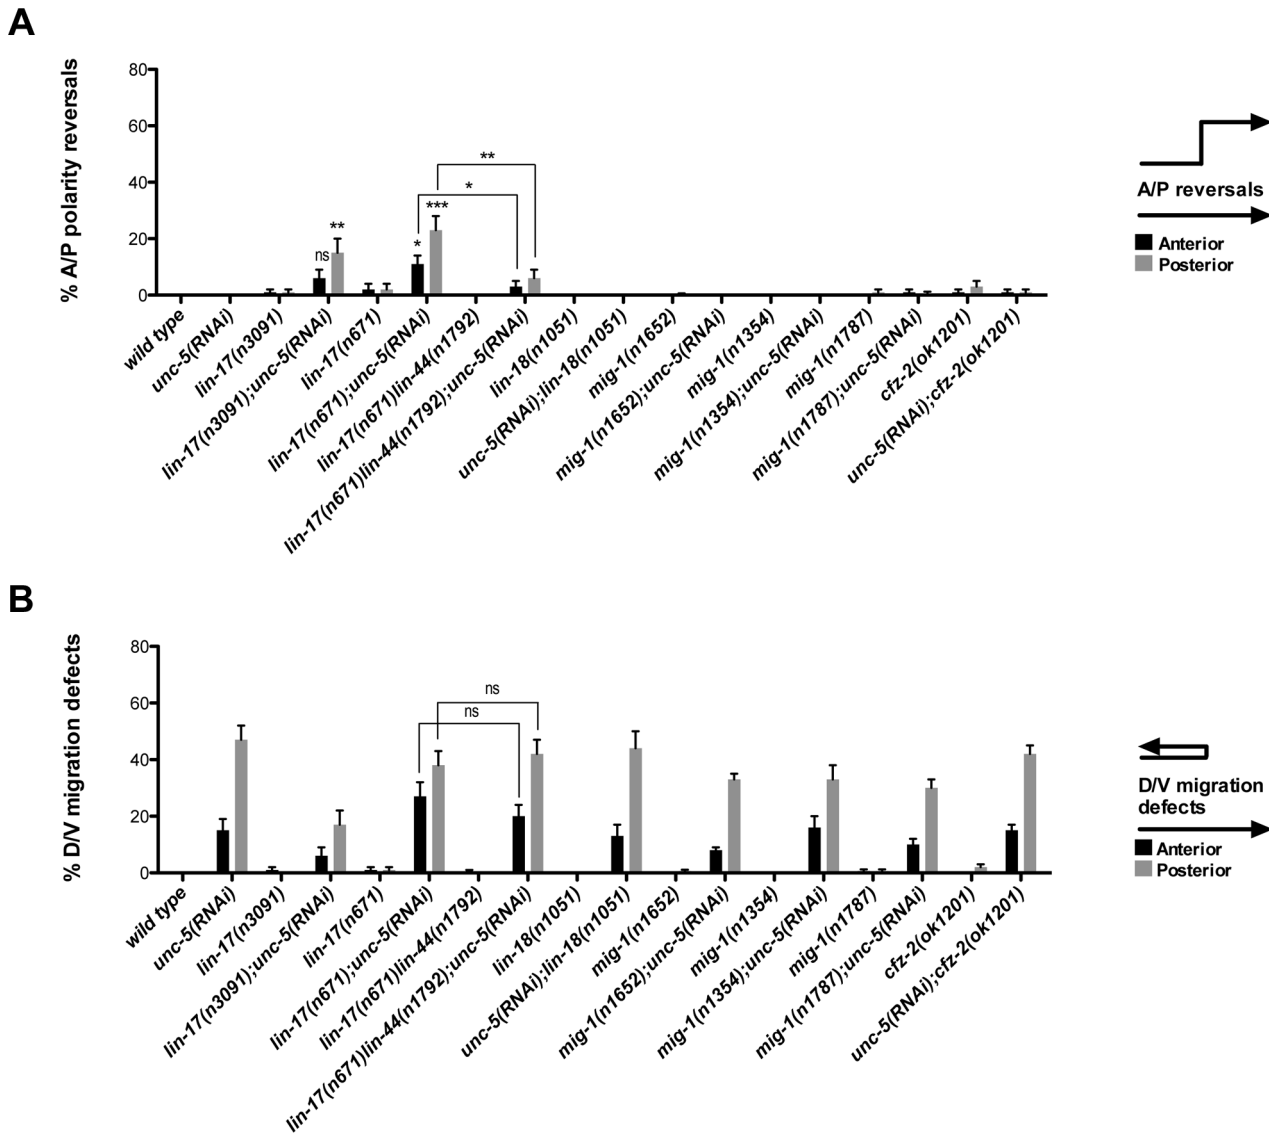 A
% A/P polarity reversals
80
60
40
20
0
ns
**
*
***
*
**
wild type
unc-5(RNAi)
lin-17(n3091)
lin-17(n3091);unc-5(RNAi)
lin-17(n671)
lin-17(n671);unc-5(RNAi)
lin-17(n671)lin-44(n1792)
lin-17(n671)lin-44(n1792);unc-5(RNAi)
lin-18(n1051)
unc-5(RNAi);lin-18(n1051)
mig-1(n1652)
mig-1(n1652);unc-5(RNAi)
mig-1(n1354)
mig-1(n1354);unc-5(RNAi)
mig-1(n1787)
mig-1(n1787);unc-5(RNAi)
cfz-2(ok1201)
unc-5(RNAi);cfz-2(ok1201)
A/P reversals
Anterior
Posterior
B
% D/V migration defects
80
60
40
20
0
ns
ns
wild type
unc-5(RNAi)
lin-17(n3091)
lin-17(n3091);unc-5(RNAi)
lin-17(n671)
lin-17(n671);unc-5(RNAi)
lin-17(n671)lin-44(n1792)
lin-17(n671)lin-44(n1792);unc-5(RNAi)
lin-18(n1051)
unc-5(RNAi);lin-18(n1051)
mig-1(n1652)
mig-1(n1652);unc-5(RNAi)
mig-1(n1354)
mig-1(n1354);unc-5(RNAi)
mig-1(n1787)
mig-1(n1787);unc-5(RNAi)
cfz-2(ok1201)
unc-5(RNAi);cfz-2(ok1201)
D/V migration
defects
Anterior
Posterior